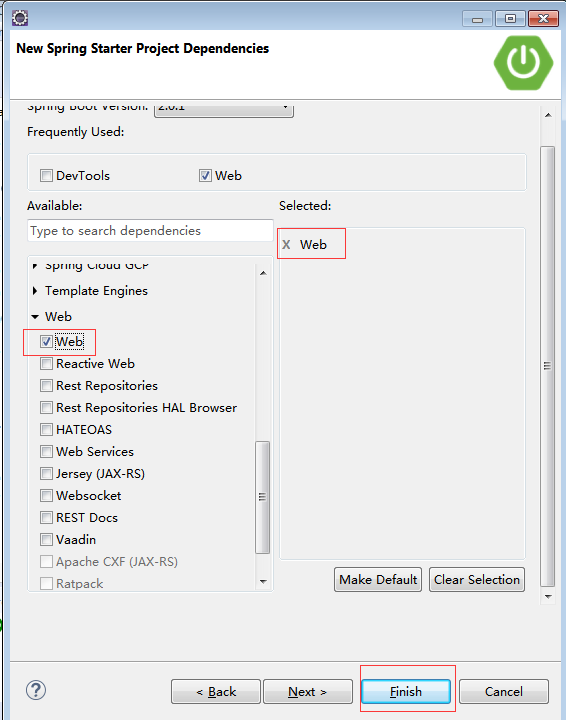 New Spring Starter Project Dependencies
Spring Boot Version: 2.0.1
Frequently Used:
DevTools Web
Available: Selected:
Type to search dependencies
X Web
Spring Cloud GCP
Template Engines
Web
Web
Reactive Web
Rest Repositories
Rest Repositories HAL Browser
HATEOAS
Web Services
Jersey (JAX-RS)
Websocket
REST Docs
Vaadin
Apache CXF (JAX-RS)
Ratpack
Make Default Clear Selection
? < Back Next > Finish Cancel